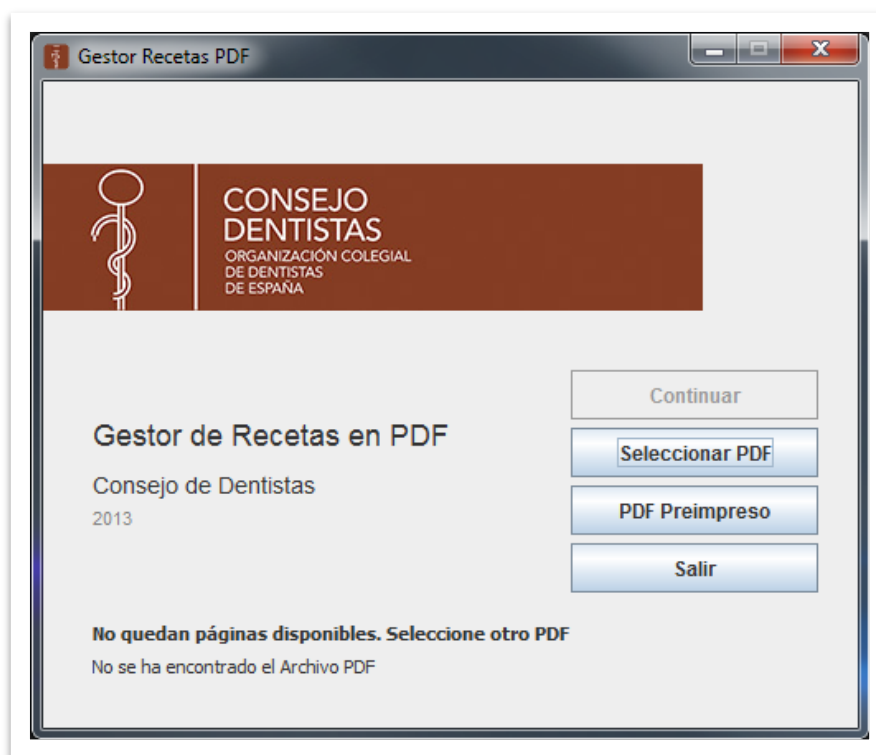 Gestor Recetas PDF
CONSEJO
DENTISTAS
ORGANIZACIÓN COLEGIAL
DE DENTISTAS
DE ESPAÑA
Continuar
Gestor de Recetas en PDF
Seleccionar PDF
Consejo de Dentistas
2013
PDF Preimpreso
Salir
No quedan páginas disponibles. Seleccione otro PDF
No se ha encontrado el Archivo PDF